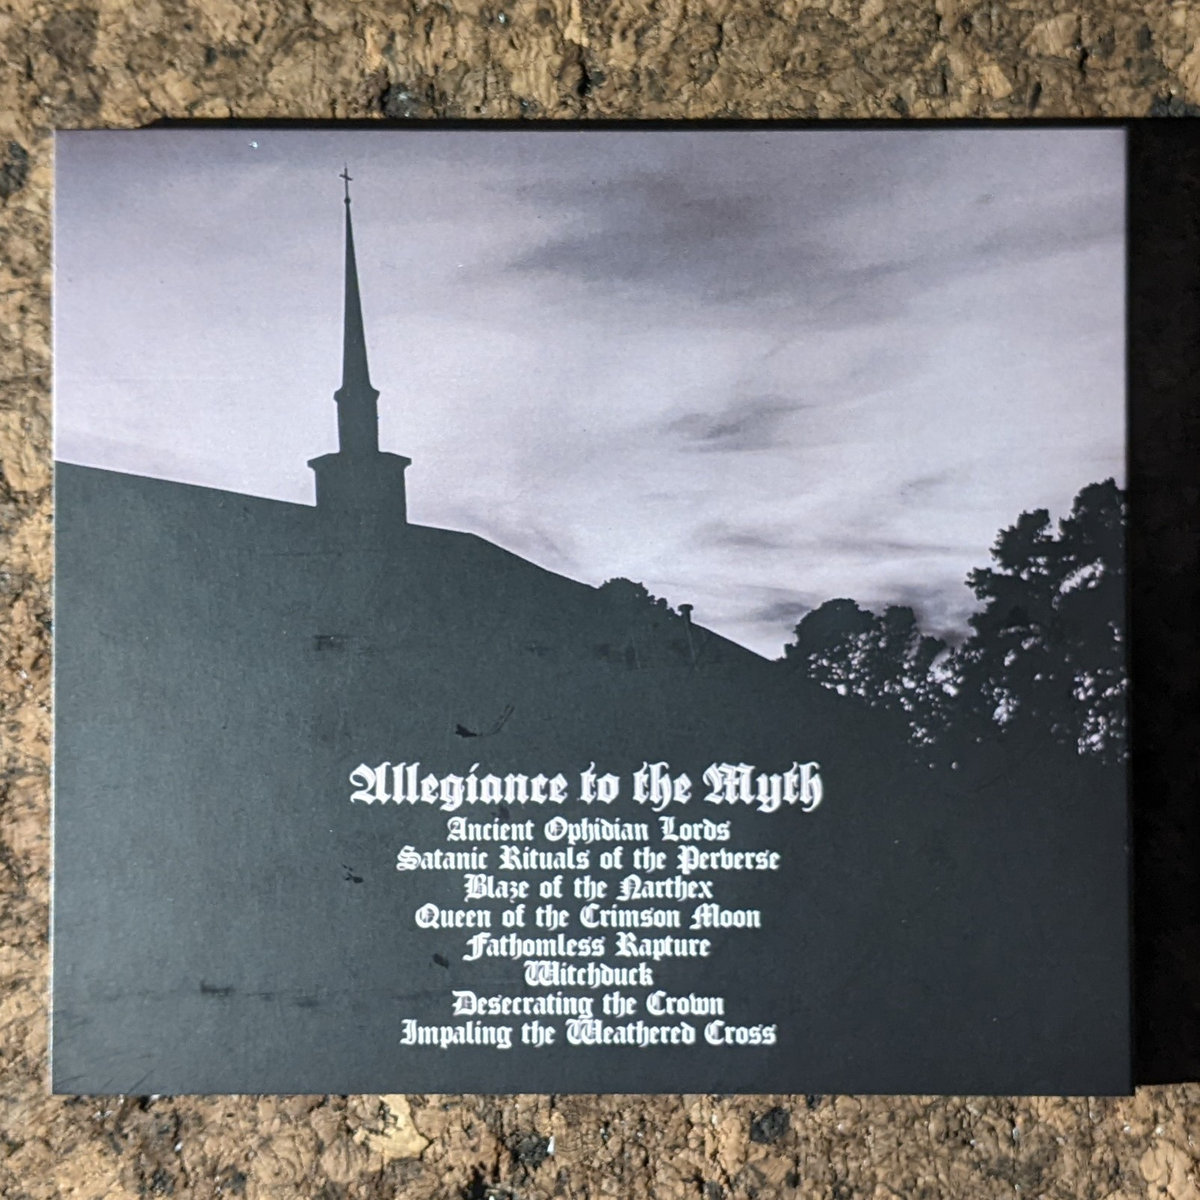 Allegiance to the Myth
Ancient Ophidian Lords
Satanic Rituals of the Perverse
Blaze of the Narthex
Queen of the Crimson Moon
Fathomless Rapture
Witchduck
Desecrating the Crown
Impaling the Weathered Cross